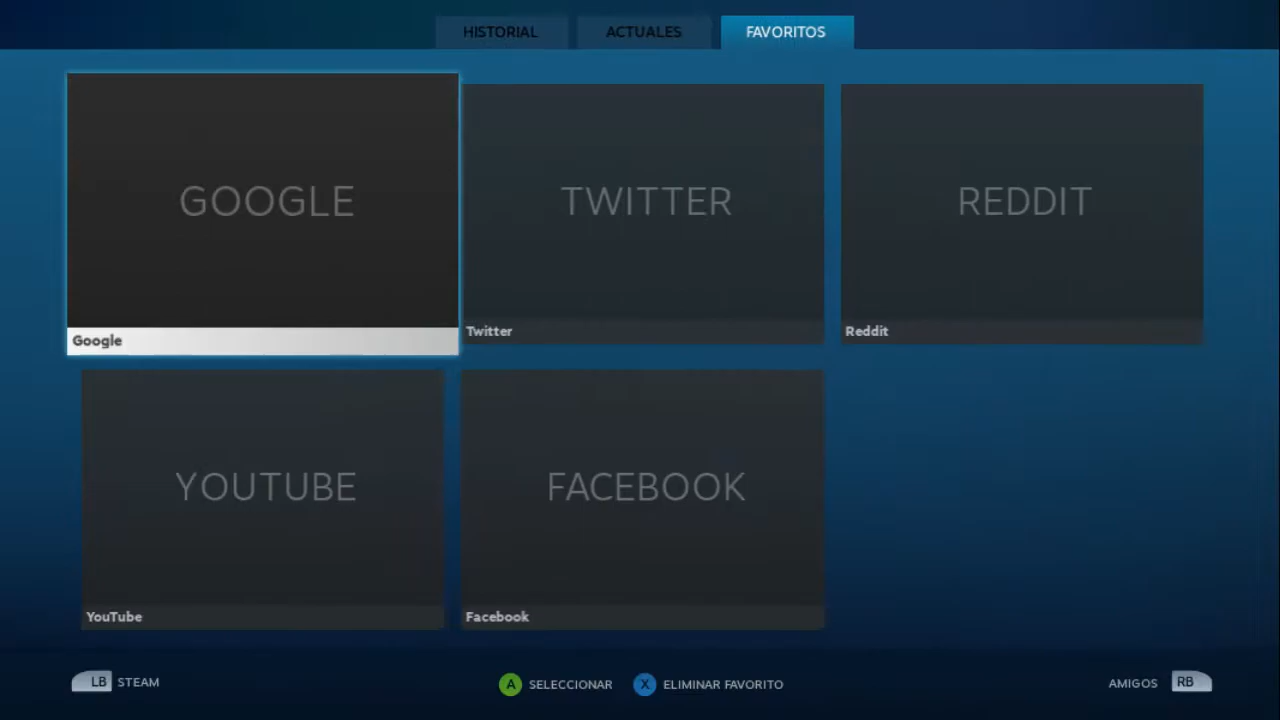 HISTORIAL ACTUALES FAVORITOS
GOOGLE TWITTER REDDIT
Google Twitter Reddit
YOUTUBE FACEBOOK
YouTube Facebook
LB STEAM A SELECCIONAR X ELIMINAR FAVORITO AMIGOS RB